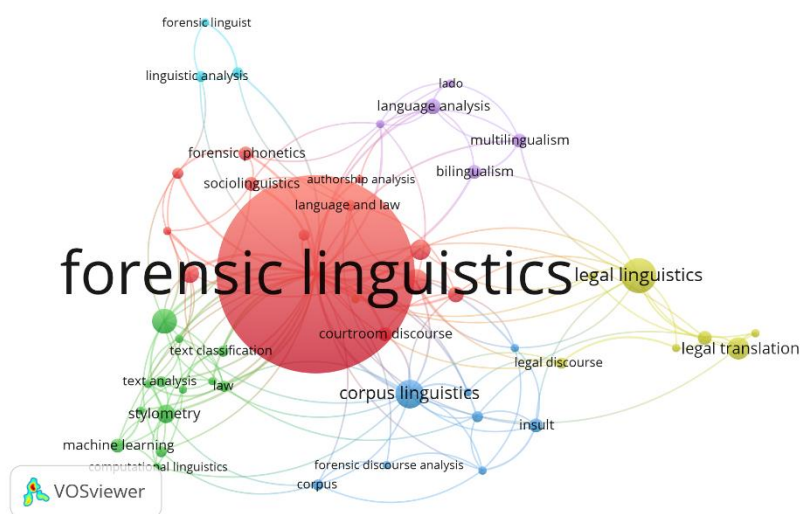 forensic linguist
linguistic analysis
lado
language analysis
multilingualism
forensic phonetics
bilingualism
sociolinguistics
authorship analysis
language and law
forensic linguistics
legal linguistics
courtroom discourse
legal translation
text classification
legal discourse
text analysis
law
corpus linguistics
stylometry
insult
machine learning
computational linguistics
forensic discourse analysis
corpus
VOSviewer